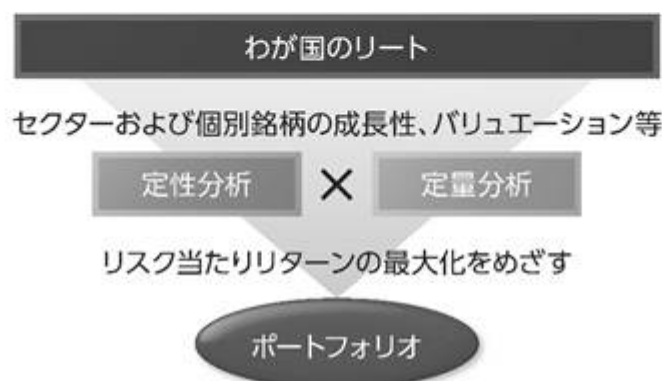 わが国のリート
セクターおよび個別銘柄の成長性、バリュエーション等
定性分析 × 定量分析
リスク当たりリターンの最大化をめざす
ポートフォリオ